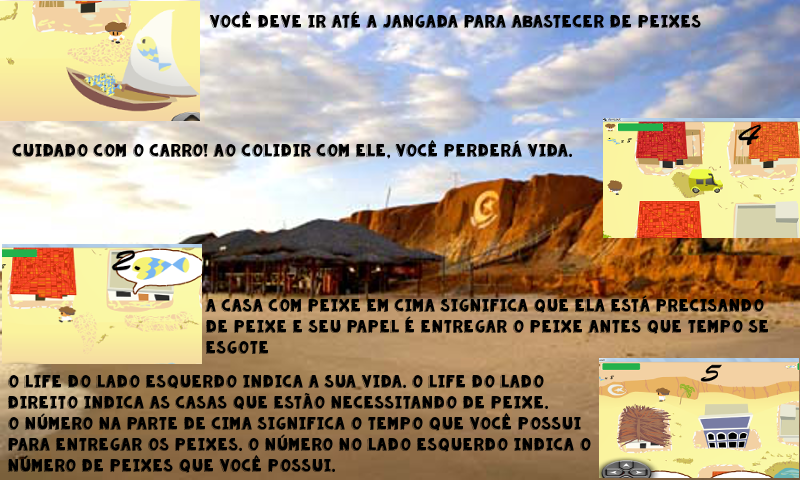 VOCÊ DEVE IR ATÉ A JANGADA PARA ABASTECER DE PEIXES
CUIDADO COM O CARRO! AO COLIDIR COM ELE, VOCÊ PERDERÁ VIDA.
4
2
A CASA COM PEIXE EM CIMA SIGNIFICA QUE ELA ESTÁ PRECISANDO
DE PEIXE E SEU PAPEL É ENTREGAR O PEIXE ANTES QUE TEMPO SE
ESGOTE
5
O LIFE DO LADO ESQUERDO INDICA A SUA VIDA. O LIFE DO LADO
DIREITO INDICA AS CASAS QUE ESTÃO NECESSITANDO DE PEIXE.
O NÚMERO NA PARTE DE CIMA SIGNIFICA O TEMPO QUE VOCÊ POSSUI
PARA ENTREGAR OS PEIXES. O NÚMERO NO LADO ESQUERDO INDICA O
NÚMERO DE PEIXES QUE VOCÊ POSSUI.